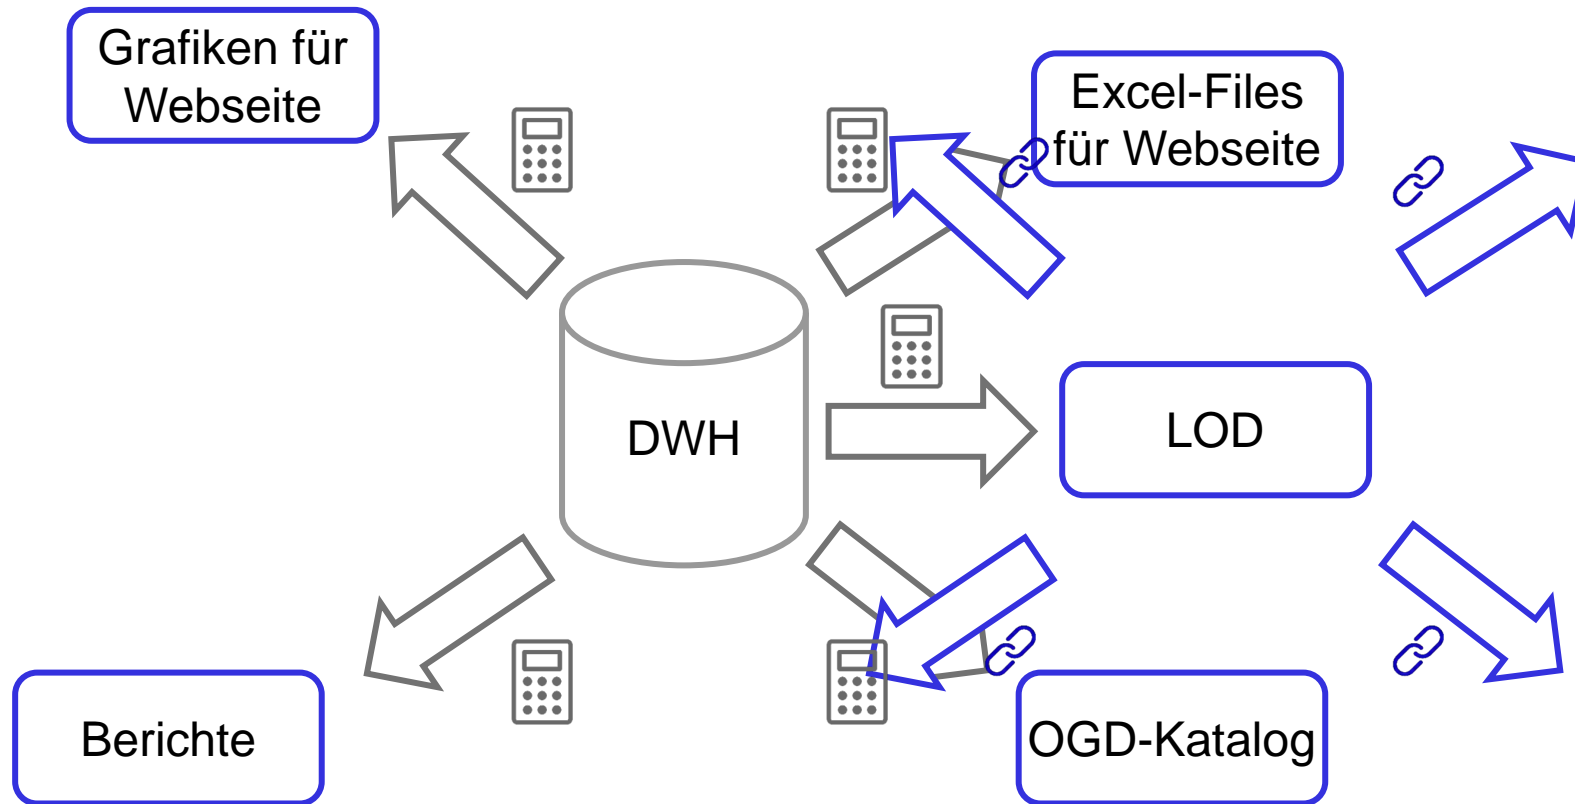 Grafiken für
Webseite
Excel-Files
für Webseite
DWH
LOD
Berichte
OGD-Katalog